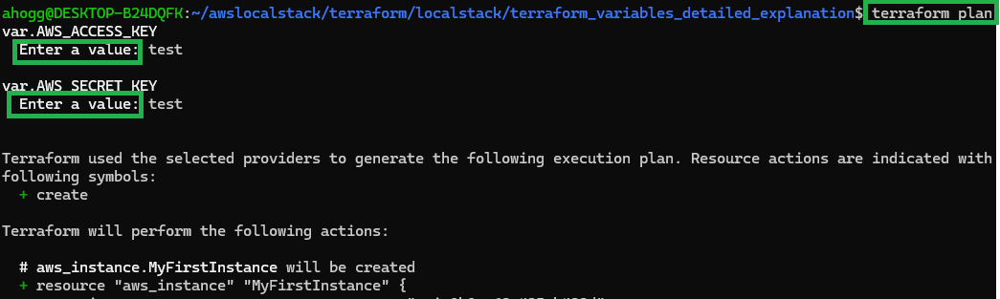 ahogg@DESKTOP-B24DQFK:~/awslocalstack/terraform/localstack/terraform_variables_detailed_explanation$ terraform plan
var.AWS_ACCESS_KEY
Enter a value: test
var.AWS_SECRET_KEY
Enter a value: test
Terraform used the selected providers to generate the following execution plan. Resource actions are indicated with
following symbols:
+ create
Terraform will perform the following actions:
# aws_instance.MyFirstInstance will be created
+ resource "aws_instance" "MyFirstInstance" {